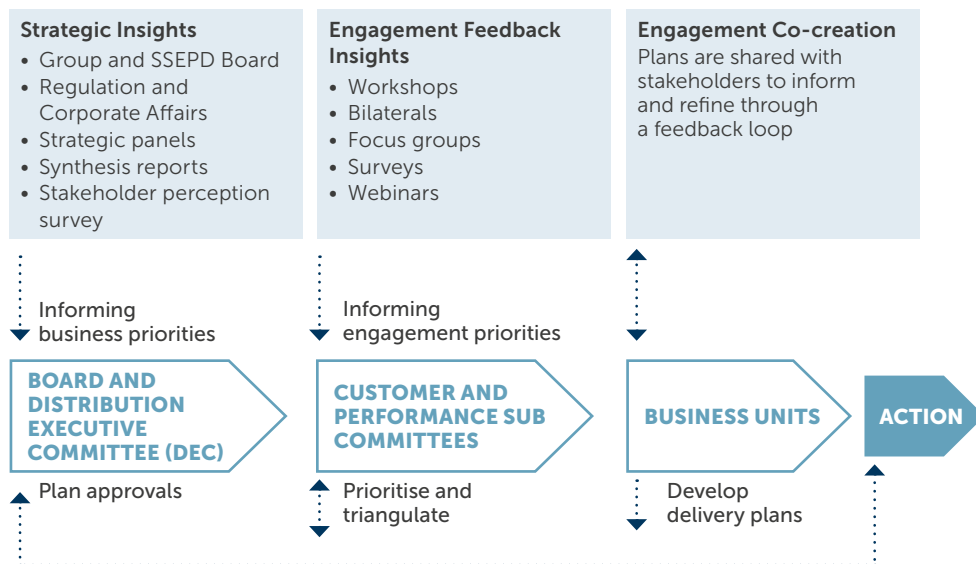 Strategic Insights
• Group and SSEPD Board
• Regulation and
Corporate Affairs
• Strategic panels
• Synthesis reports
• Stakeholder perception
survey
Engagement Feedback
Insights
• Workshops
• Bilaterals
• Focus groups
• Surveys
• Webinars
Engagement Co-creation
Plans are shared with
stakeholders to inform
and refine through
a feedback loop
Informing
business priorities
Informing
engagement priorities
BOARD AND
DISTRIBUTION
EXECUTIVE
COMMITTEE (DEC)
CUSTOMER AND
PERFORMANCE SUB
COMMITTEES
BUSINESS UNITS
ACTION
Plan approvals
Prioritise and
triangulate
Develop
delivery plans